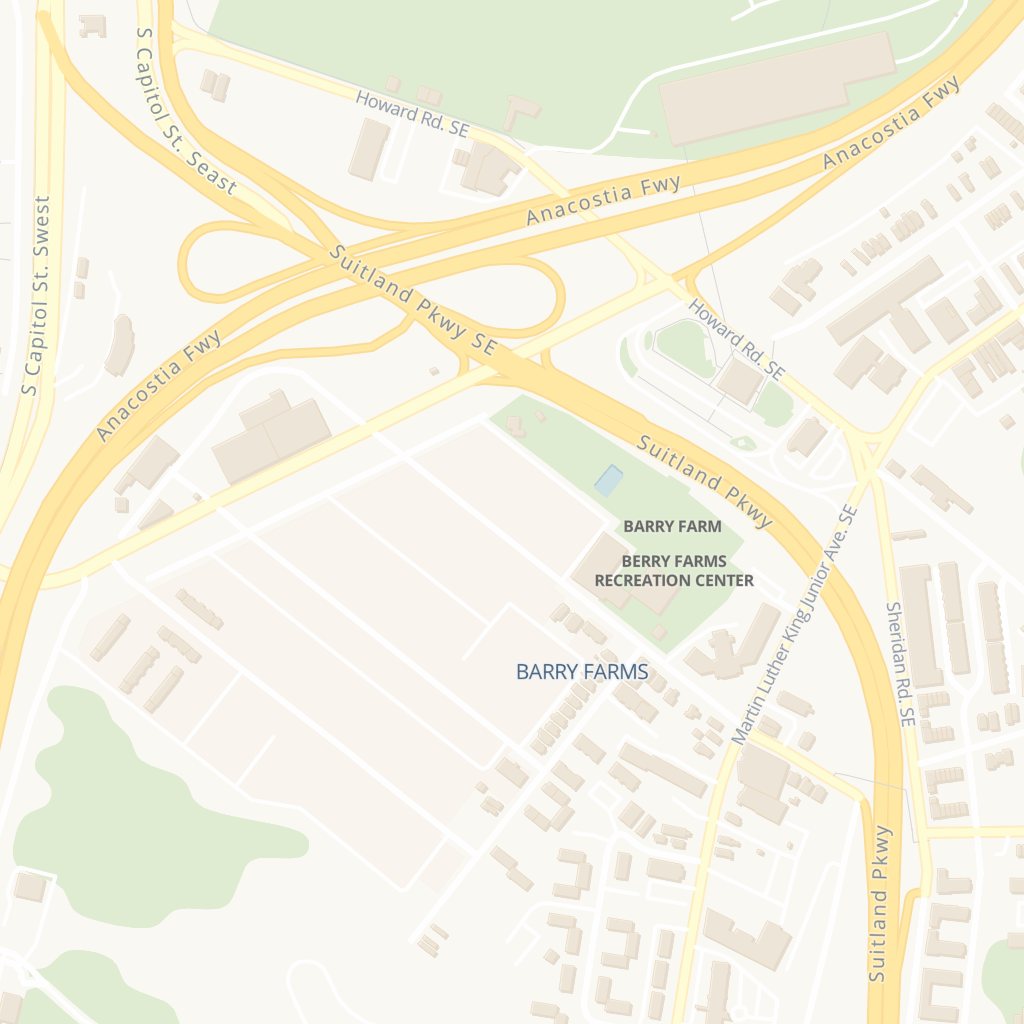 S Capitol St. Seast
Howard Rd. SE
Anacostia Fwy
Anacostia Fwy
S Capitol St. Swest
Suitland Pkwy SE
Howard Rd. SE
Anacostia Fwy
Suitland Pkwy
BARRY FARM
BERRY FARMS
RECREATION CENTER
Martin Luther King Junior Ave. SE
Sheridan Rd. SE
BARRY FARMS
Suitland Pkwy